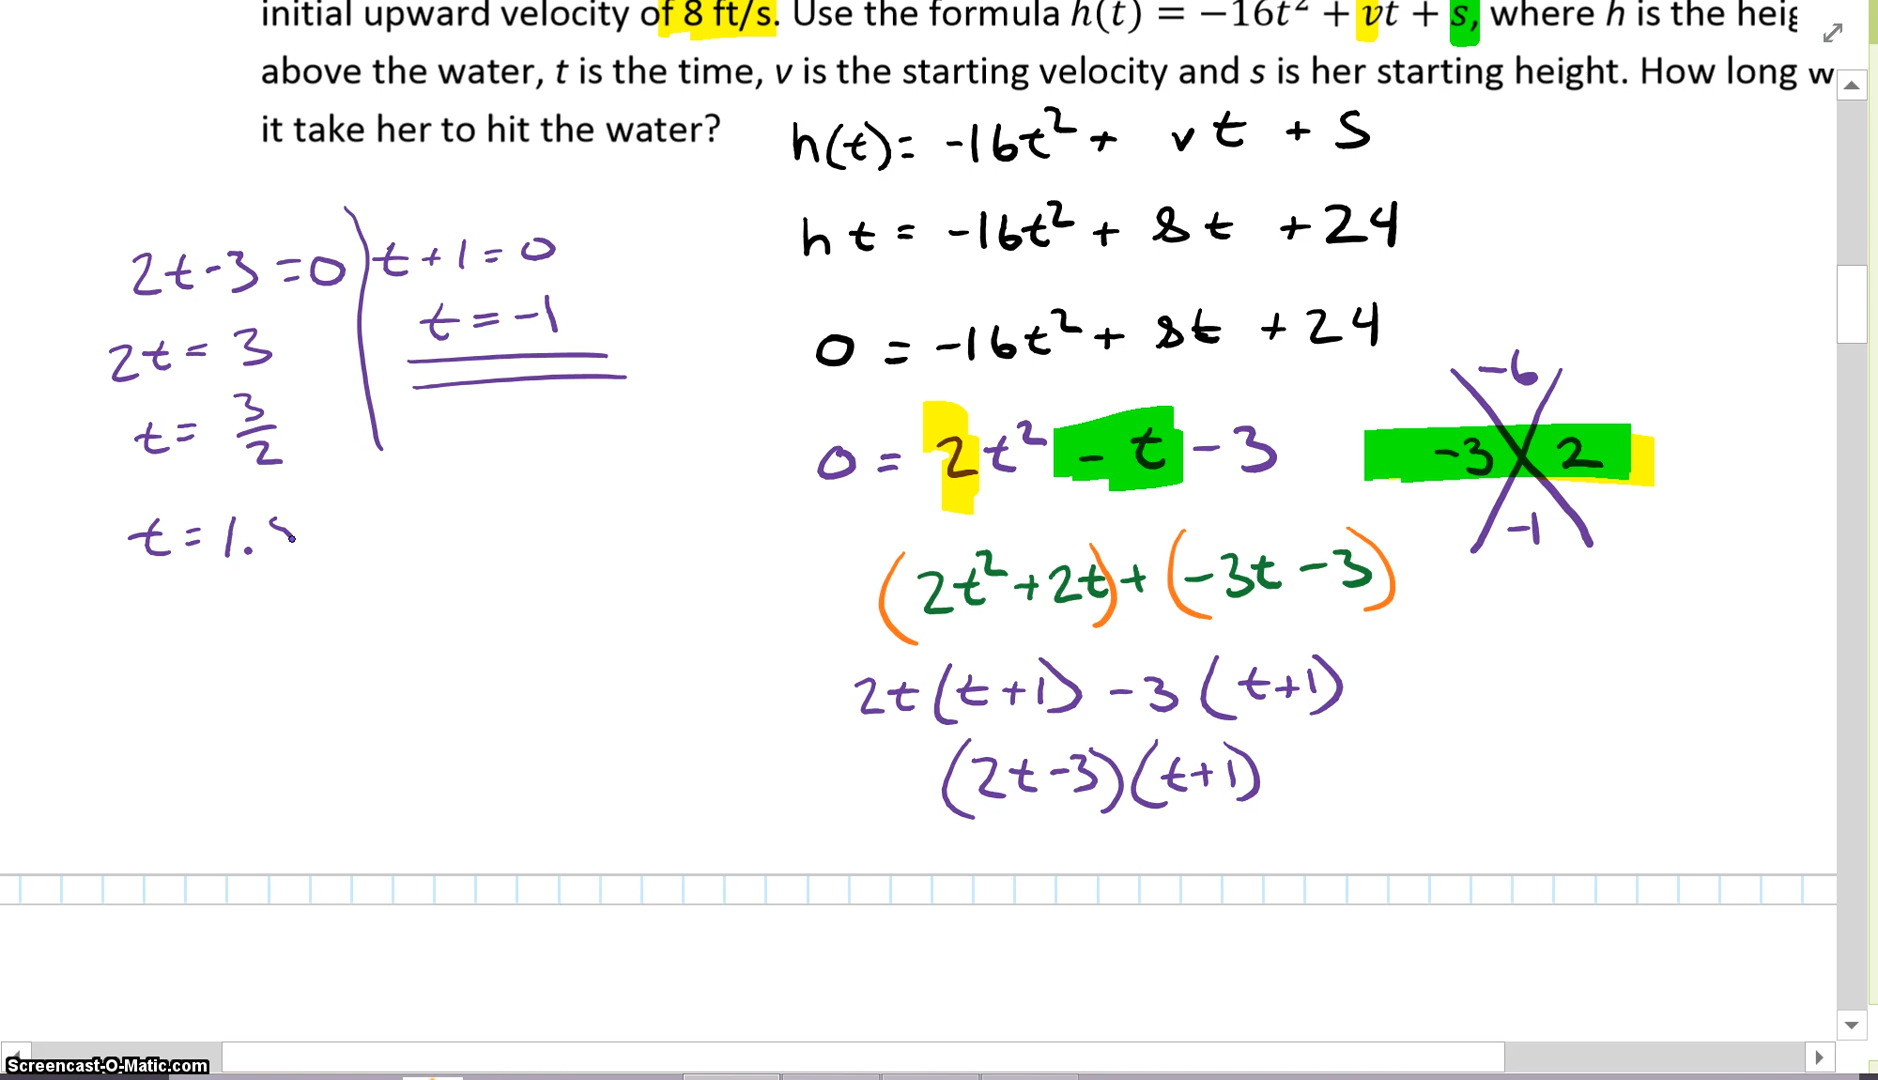 initial upward velocity of 8 ft/s. Use the formula h(t) = −16t² + vt + s, where h is the heig
above the water, t is the time, v is the starting velocity and s is her starting height. How long w
it take her to hit the water?
h(t) = -16t² + vt + s
ht = -16t² + 8t + 24
0 = -16t² + 8t + 24
0 = 2t² - t - 3
(2t² + 2t) + (-3t - 3)
2t(t+1) - 3(t+1)
(2t-3)(t+1)
-6
-3 2
-1
2t-3 = 0
2t = 3
t = 3/2
t = 1.
t+1 = 0
t = -1
Screencast-O-Matic.com